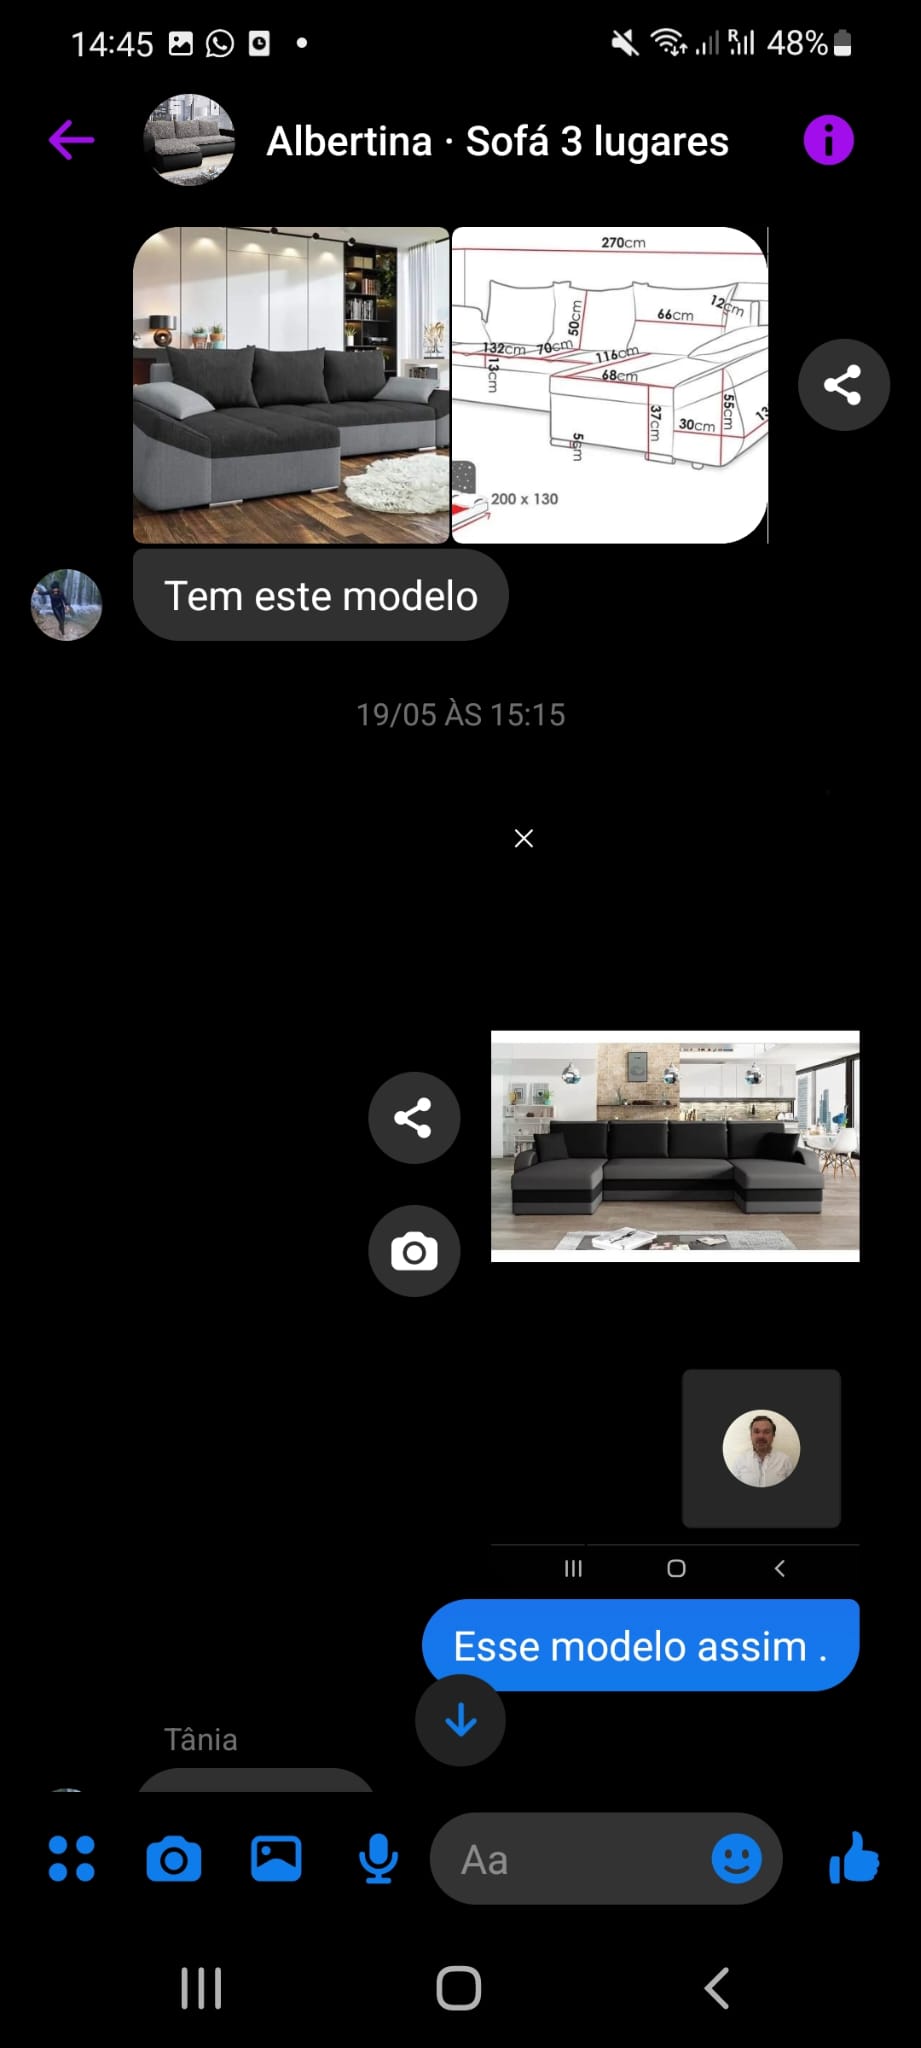 14:45
R
48%
Albertina · Sofá 3 lugares
270cm
12cm
66cm
50cm
132cm
70cm
116cm
13cm
68cm
55cm
37cm
30cm
5cm
200 x 130
Tem este modelo
19/05 ÀS 15:15
Esse modelo assim .
Tânia
Aa